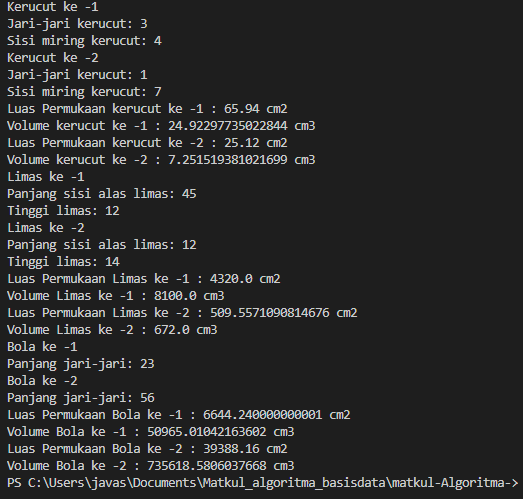 Kerucut ke -1
Jari-jari kerucut: 3
Sisi miring kerucut: 4
Kerucut ke -2
Jari-jari kerucut: 1
Sisi miring kerucut: 7
Luas Permukaan kerucut ke -1 : 65.94 cm2
Volume kerucut ke -1 : 24.92297735022844 cm3
Luas Permukaan kerucut ke -2 : 25.12 cm2
Volume kerucut ke -2 : 7.251519381021699 cm3
Limas ke -1
Panjang sisi alas limas: 45
Tinggi limas: 12
Limas ke -2
Panjang sisi alas limas: 12
Tinggi limas: 14
Luas Permukaan Limas ke -1 : 4320.0 cm2
Volume Limas ke -1 : 8100.0 cm3
Luas Permukaan Limas ke -2 : 509.5571090814676 cm2
Volume Limas ke -2 : 672.0 cm3
Bola ke -1
Panjang jari-jari: 23
Bola ke -2
Panjang jari-jari: 56
Luas Permukaan Bola ke -1 : 6644.240000000001 cm2
Volume Bola ke -1 : 50965.01042163602 cm3
Luas Permukaan Bola ke -2 : 39388.16 cm2
Volume Bola ke -2 : 735618.5806037668 cm3
PS C:\Users\javas\Documents\Matkul_algoritma_basisdata\matkul-Algoritma->